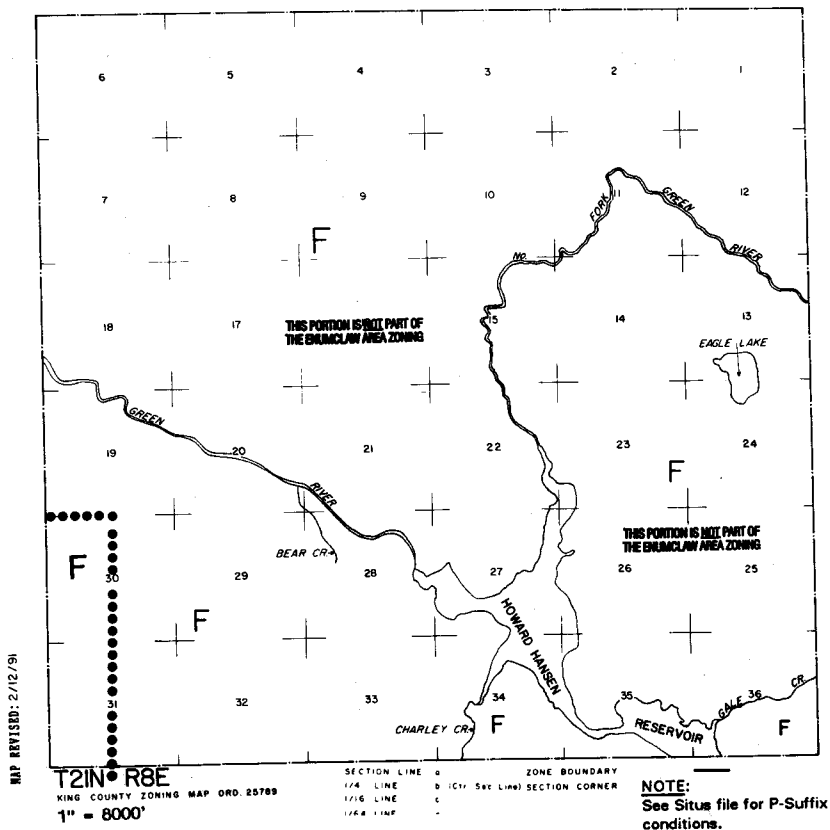 6 5 4 3 2 1
7 8 9 10 11 12
FORK GREEN RIVER
NO.
F
18 17 15 14 13
THIS PORTION IS NOT PART OF
THE ENUMCLAW AREA ZONING
EAGLE LAKE
GREEN RIVER
19 20 21 22 23 24
F
THIS PORTION IS NOT PART OF
THE ENUMCLAW AREA ZONING
BEAR CR.
F
30 29 28 27 26 25
F
HOWARD HANSEN
RESERVOIR
31 32 33 34 35 36
GALE CR.
CHARLEY CR.
F
F
MAP REVISED: 2/12/91
T21N R8E
KING COUNTY ZONING MAP ORD. 25789
1" = 8000'
SECTION LINE a ZONE BOUNDARY
1/4 LINE b (Ctr Sec Line) SECTION CORNER
1/16 LINE c
1/64 LINE
NOTE:
See Situs file for P-Suffix
conditions.